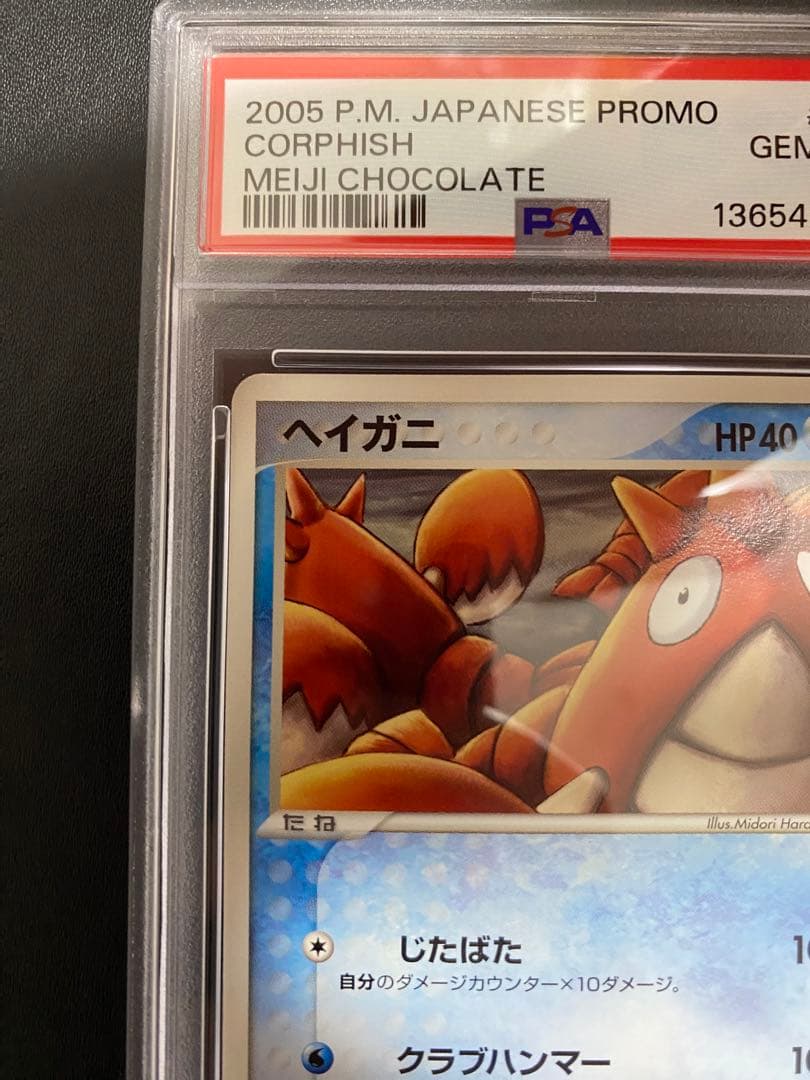 2005 P.M. JAPANESE PROMO
CORPHISH
GEM
MEIJI CHOCOLATE
PSA
13654
ヘイガニ
HP40
たね
Illus.Midori Hara
じたばた
自分のダメージカウンター×10ダメージ。
クラブハンマー